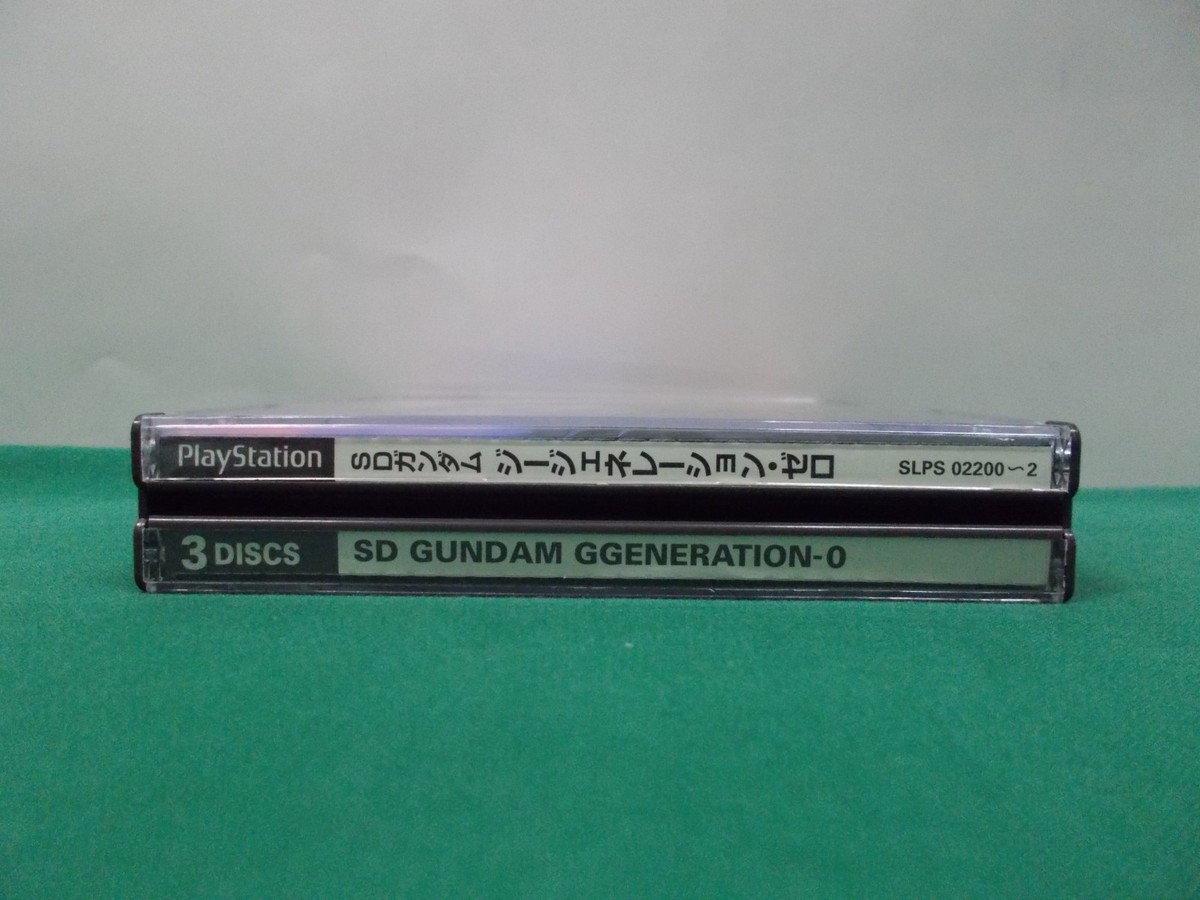 PlayStation SDガンダム ジージェネレーション・ゼロ SLPS 02200〜2
3 DISCS SD GUNDAM GGENERATION-0